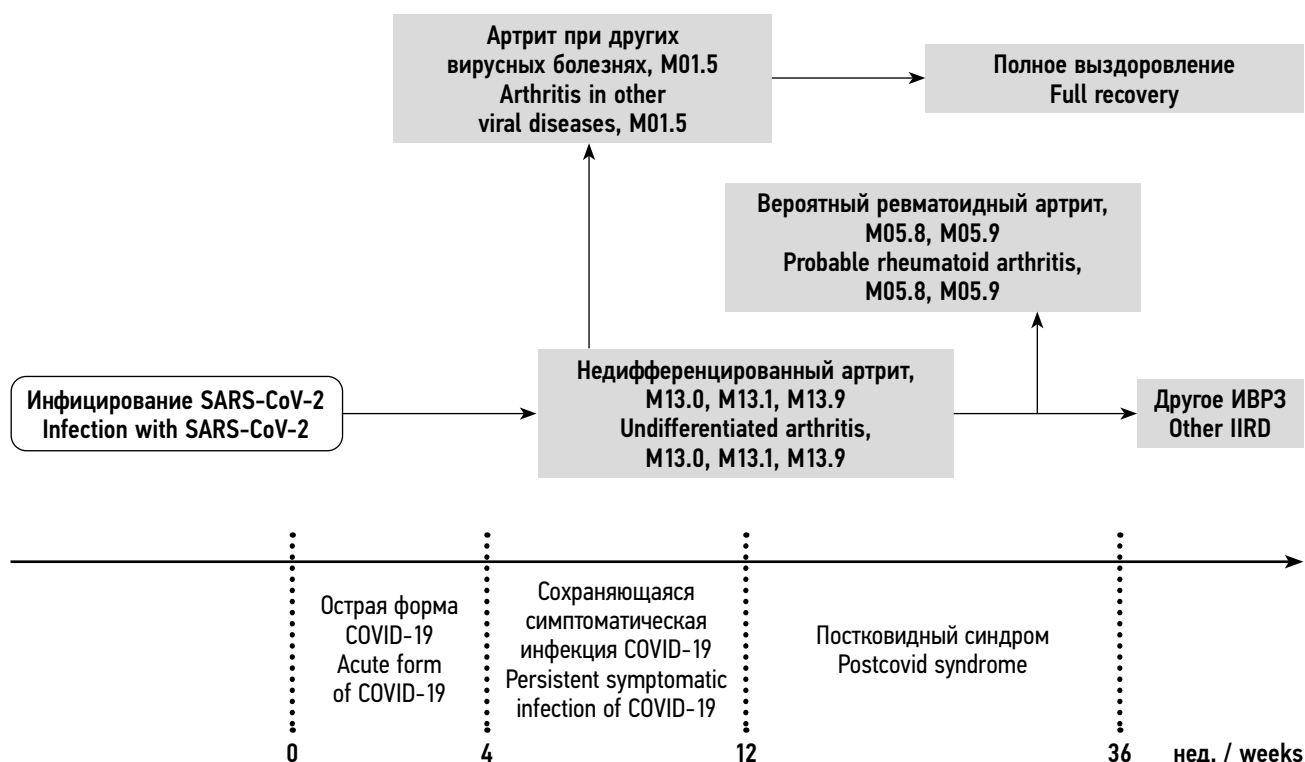 Артрит при других
вирусных болезнях, M01.5
Arthritis in other
viral diseases, M01.5
Полное выздоровление
Full recovery
Вероятный ревматоидный артрит,
M05.8, M05.9
Probable rheumatoid arthritis,
M05.8, M05.9
Инфицирование SARS-CoV-2
Infection with SARS-CoV-2
Недифференцированный артрит,
M13.0, M13.1, M13.9
Undifferentiated arthritis,
M13.0, M13.1, M13.9
Другое ИВРЗ
Other IIRD
Острая форма
COVID-19
Acute form
of COVID-19
Сохраняющаяся
симптоматическая
инфекция COVID-19
Persistent symptomatic
infection of COVID-19
Постковидный синдром
Postcovid syndrome
0 4 12 36 нед. / weeks